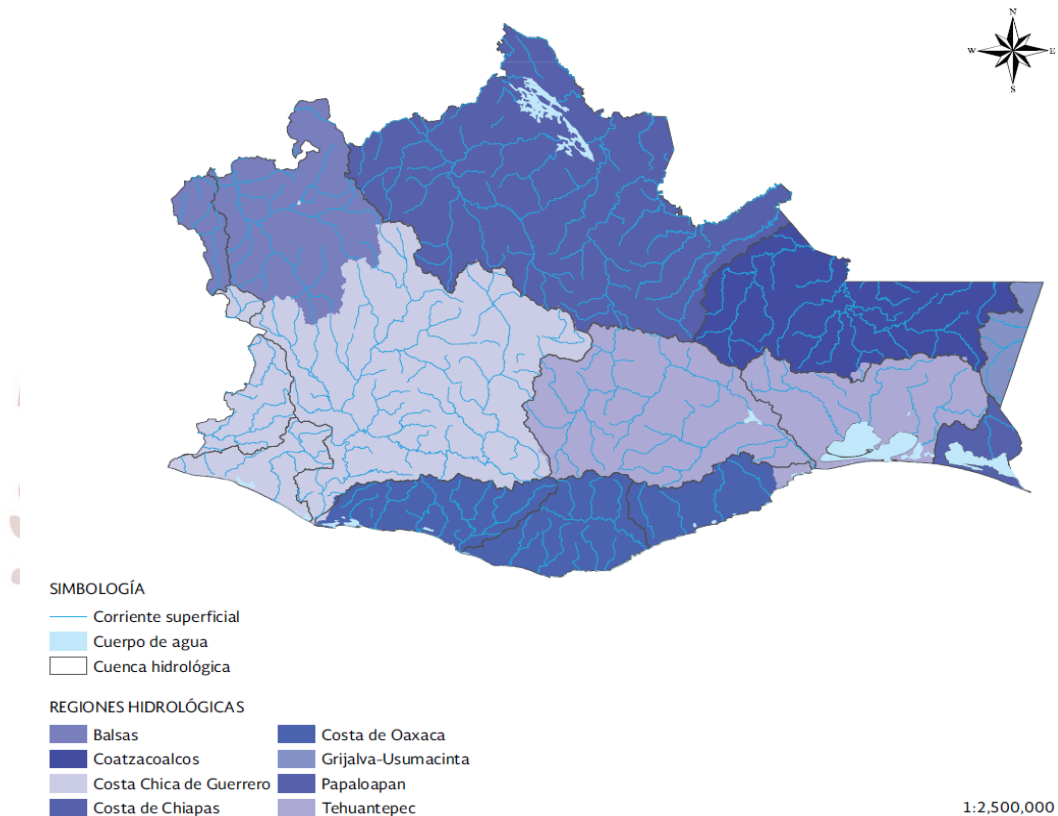 N
W E
S
SIMBOLOGÍA
Corriente superficial
Cuerpo de agua
Cuenca hidrológica
REGIONES HIDROLÓGICAS
Balsas
Coatzacoalcos
Costa Chica de Guerrero
Costa de Chiapas
Costa de Oaxaca
Grijalva-Usumacinta
Papaloapan
Tehuantepec
1:2,500,000